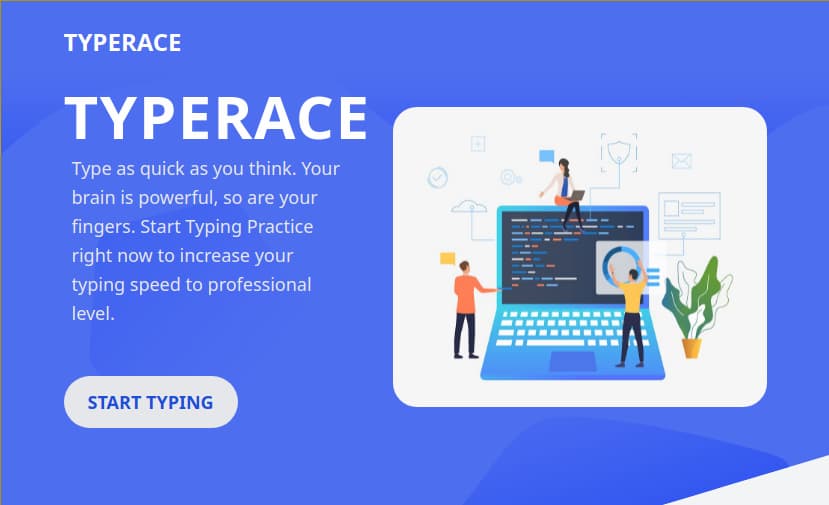 TYPERACE
TYPERACE
Type as quick as you think. Your
brain is powerful, so are your
fingers. Start Typing Practice
right now to increase your
typing speed to professional
level.
START TYPING